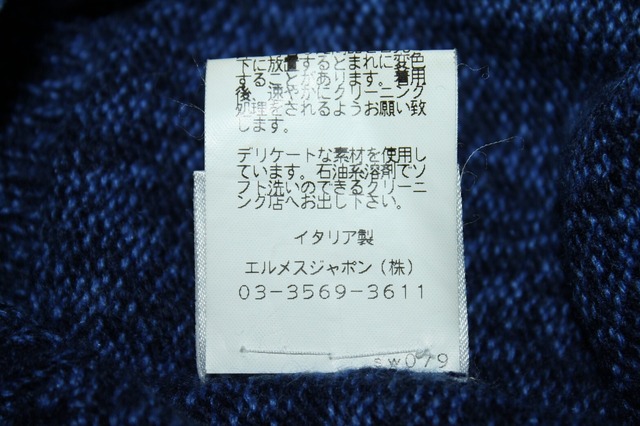 下に放置するとまれに変色
することがあります。着用
後、速やかにクリーニング
処理をされるようお願い致
します。
デリケートな素材を使用し
ています。石油系溶剤でソ
フト洗いのできるクリーニ
ング店へお出し下さい。
イタリア製
エルメスジャポン（株）
03-3569-3611
sw079